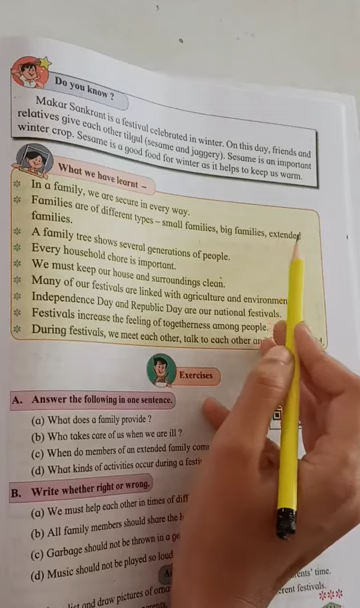 Do you know ?
Makar Sankrant is a festival celebrated in winter. On this day, friends and
relatives give each other tilgul (sesame and jaggery). Sesame is an important
winter crop. Sesame is a good food for winter as it helps to keep us warm.
What we have learnt –
In a family, we are secure in every way.
Families are of different types – small families, big families, extended
families.
A family tree shows several generations of people.
Every household chore is important.
We must keep our house and surroundings clean.
Many of our festivals are linked with agriculture and environmen
Independence Day and Republic Day are our national festivals.
Festivals increase the feeling of togetherness among people.
During festivals, we meet each other, talk to each other
Exercises
A. Answer the following in one sentence.
(a) What does a family provide ?
(b) Who takes care of us when we are ill ?
(c) When do members of an extended family com
(d) What kinds of activities occur during a festi
B. Write whether right or wrong.
(a) We must help each other in times of diff
(b) All family members should share the
(c) Garbage should not be thrown in a
(d) Music should not be played so loud
ents' time.
list and draw pictures of
erent festivals.